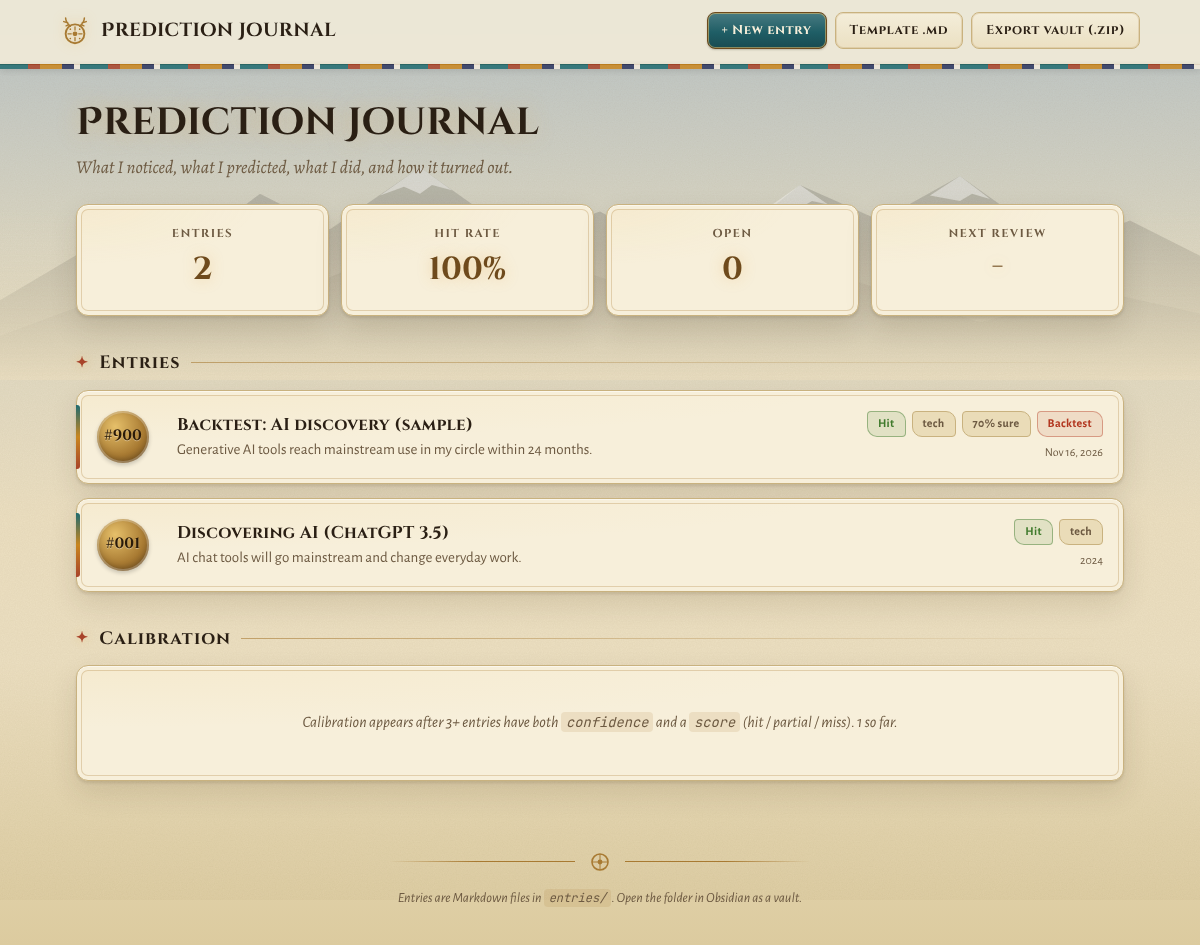 Prediction Journal
+ New entry
Template .md
Export vault (.zip)
Prediction Journal
What I noticed, what I predicted, what I did, and how it turned out.
ENTRIES
2
HIT RATE
100%
OPEN
0
NEXT REVIEW
–
Entries
#900
Backtest: AI discovery (sample)
Generative AI tools reach mainstream use in my circle within 24 months.
Hit
tech
70% sure
Backtest
Nov 16, 2026
#001
Discovering AI (ChatGPT 3.5)
AI chat tools will go mainstream and change everyday work.
Hit
tech
2024
Calibration
Calibration appears after 3+ entries have both confidence and a score (hit / partial / miss). 1 so far.
Entries are Markdown files in entries/. Open the folder in Obsidian as a vault.